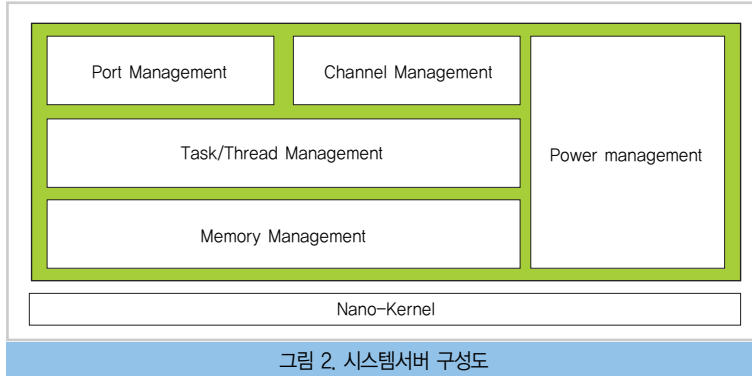 Port Management
Channel Management
Task/Thread Management
Power management
Memory Management
Nano-Kernel
그림 2. 시스템서버 구성도